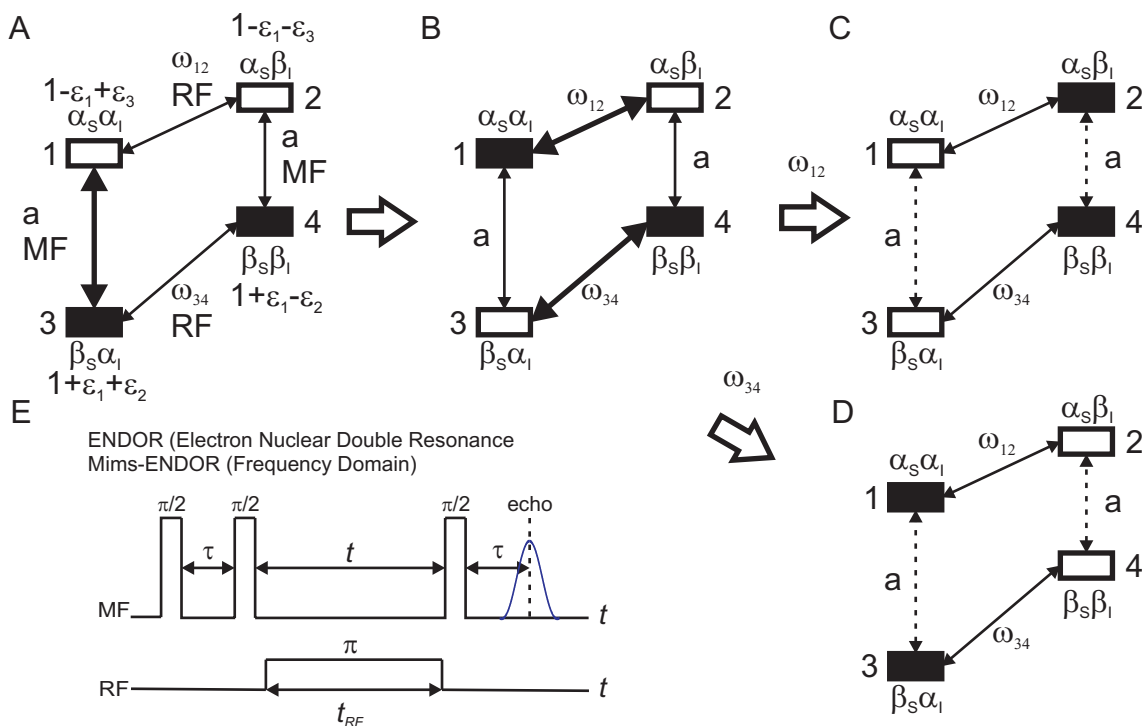 A
1-ε₁-ε₃
ω₁₂
RF
αSβI
2
1-ε₁+ε₃
αSαI
1
a
MF
a
MF
4
βSβI
1+ε₁-ε₂
ω₃₄
RF
3
βSαI
1+ε₁+ε₂
B
αSβI
ω₁₂
2
αSαI
1
a
a
4
βSβI
ω₃₄
3
βSαI
ω₁₂
C
αSβI
ω₁₂
2
αSαI
1
a
a
4
βSβI
ω₃₄
3
βSαI
ω₃₄
D
αSβI
ω₁₂
2
αSαI
1
a
a
4
βSβI
ω₃₄
3
βSαI
E
ENDOR (Electron Nuclear Double Resonance
Mims-ENDOR (Frequency Domain)
π/2 π/2 π/2 echo
τ t τ
MF t
π
RF t
tRF